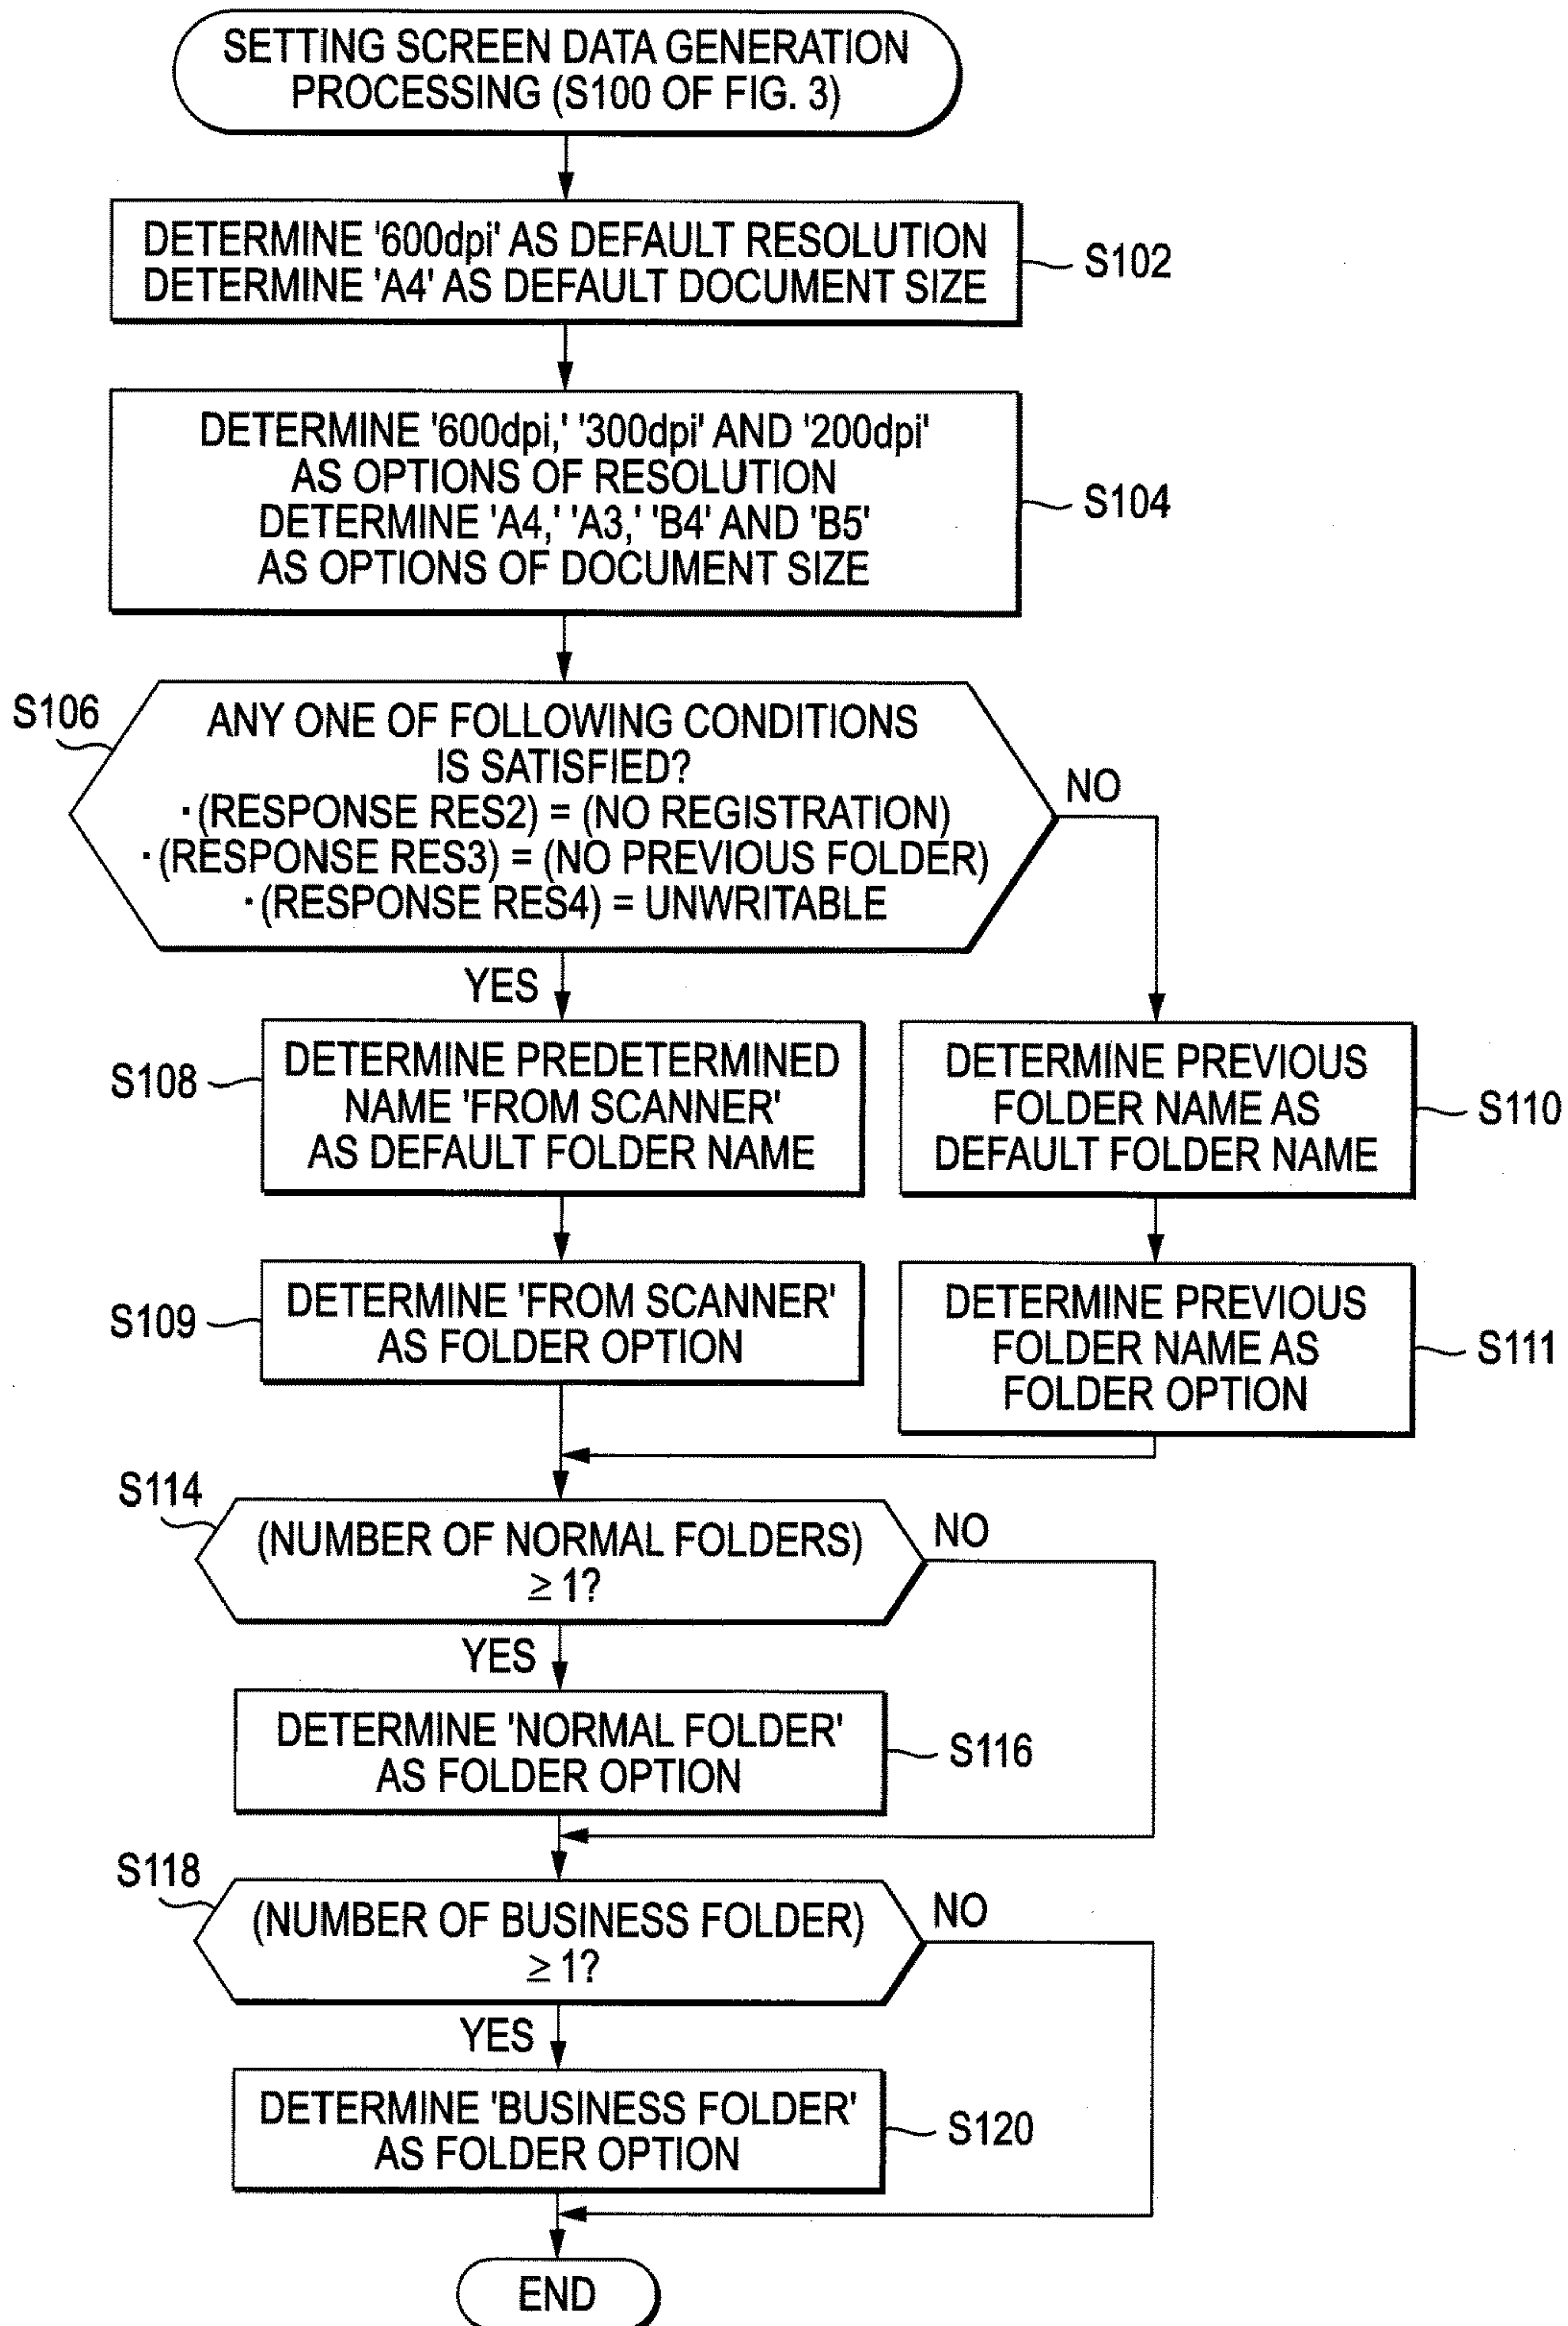 SETTING SCREEN DATA GENERATION
PROCESSING (S100 OF FIG. 3)
DETERMINE '600dpi' AS DEFAULT RESOLUTION
DETERMINE 'A4' AS DEFAULT DOCUMENT SIZE
S102
DETERMINE '600dpi,' '300dpi' AND '200dpi'
AS OPTIONS OF RESOLUTION
DETERMINE 'A4,' 'A3,' 'B4' AND 'B5'
AS OPTIONS OF DOCUMENT SIZE
S104
S106
ANY ONE OF FOLLOWING CONDITIONS
IS SATISFIED?
· (RESPONSE RES2) = (NO REGISTRATION)
· (RESPONSE RES3) = (NO PREVIOUS FOLDER)
· (RESPONSE RES4) = UNWRITABLE
NO
YES
S108
DETERMINE PREDETERMINED
NAME 'FROM SCANNER'
AS DEFAULT FOLDER NAME
DETERMINE PREVIOUS
FOLDER NAME AS
DEFAULT FOLDER NAME
S110
S109
DETERMINE 'FROM SCANNER'
AS FOLDER OPTION
DETERMINE PREVIOUS
FOLDER NAME AS
FOLDER OPTION
S111
S114
(NUMBER OF NORMAL FOLDERS)
≥ 1?
NO
YES
DETERMINE 'NORMAL FOLDER'
AS FOLDER OPTION
S116
S118
(NUMBER OF BUSINESS FOLDER)
≥ 1?
NO
YES
DETERMINE 'BUSINESS FOLDER'
AS FOLDER OPTION
S120
END